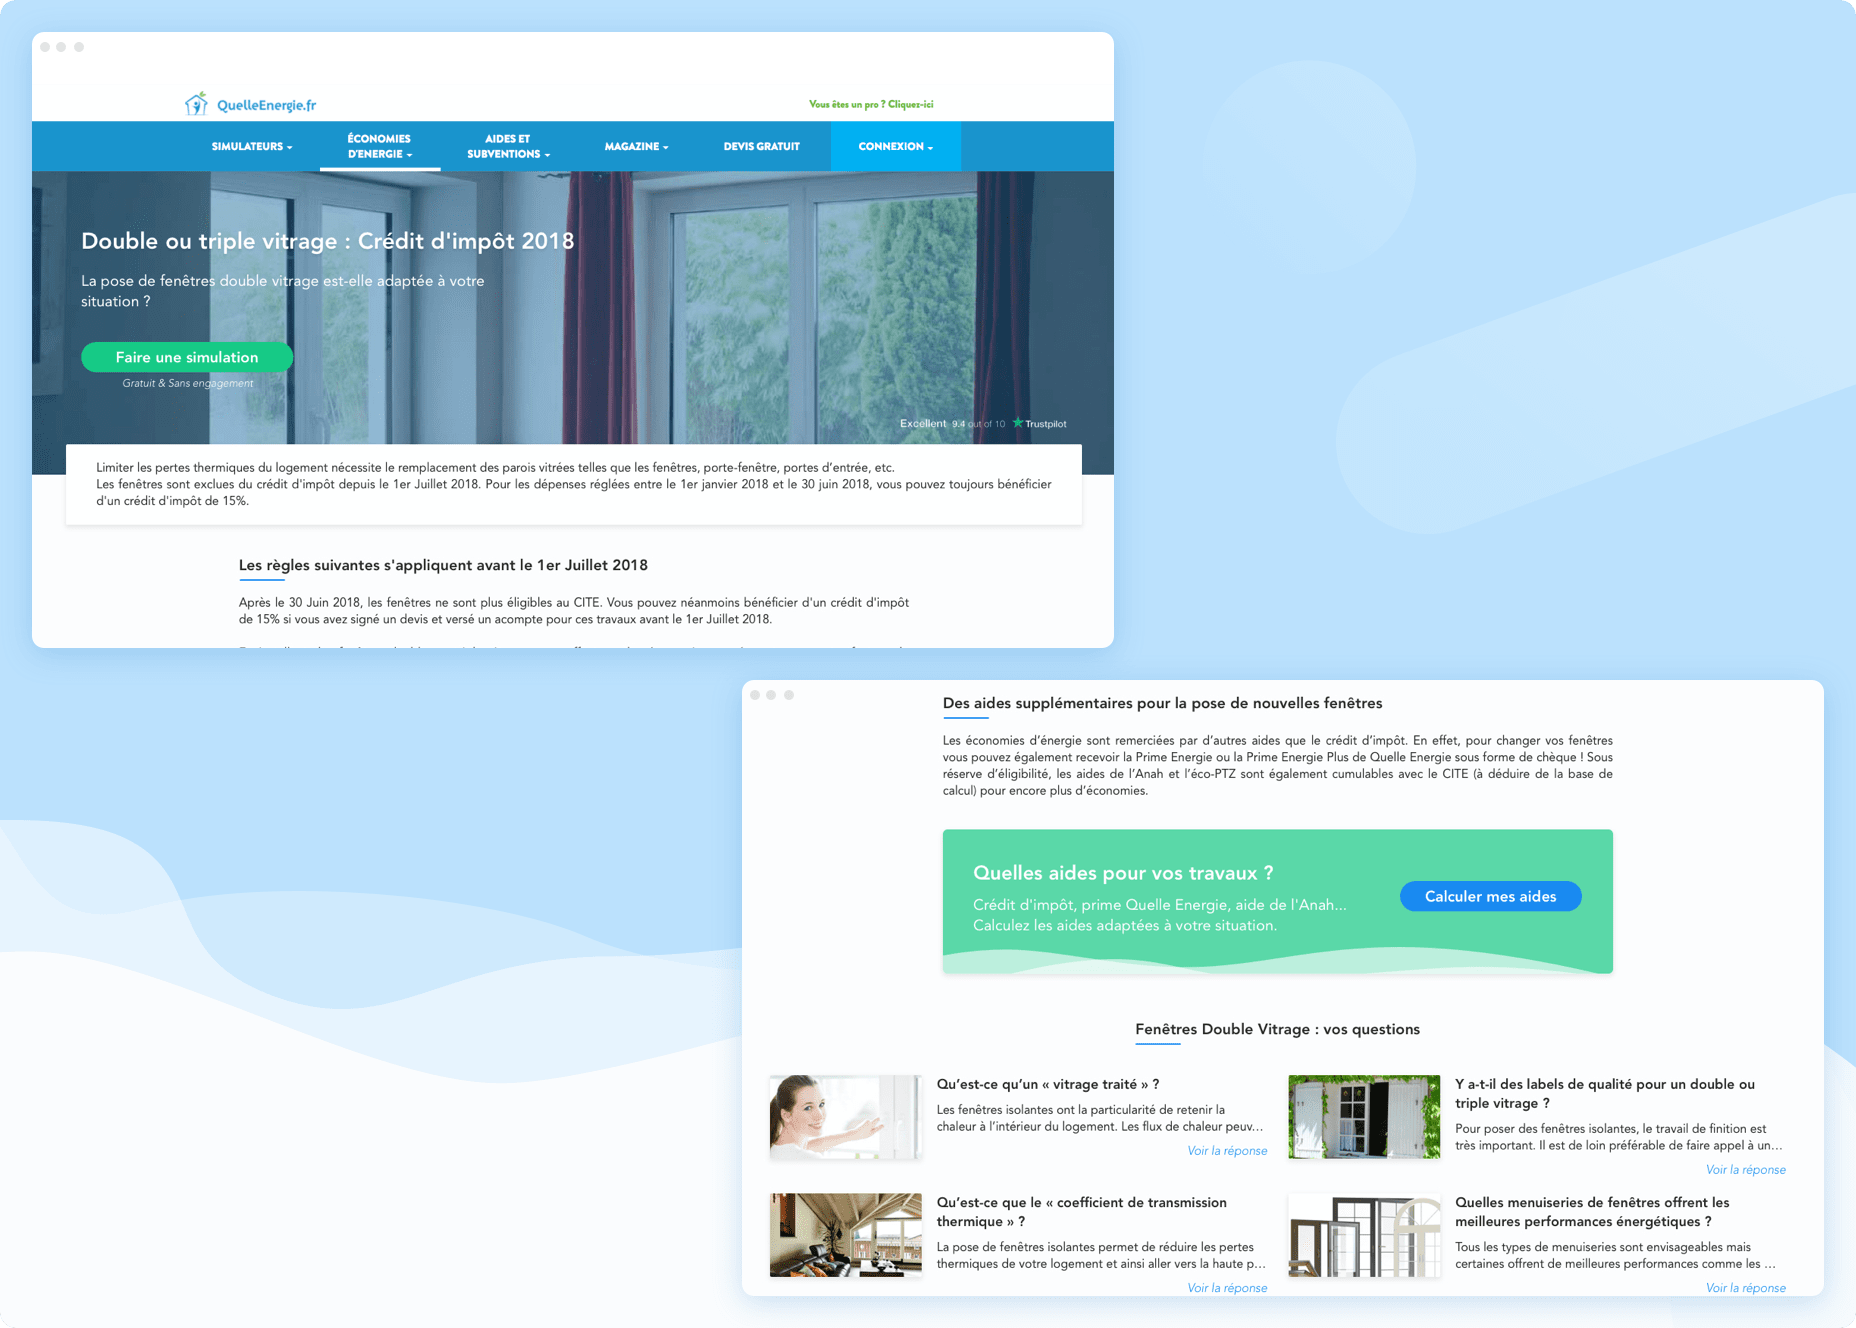 QuelleEnergie.fr
Vous êtes un pro ? Cliquez-ici
SIMULATEURS
ÉCONOMIES
D'ENERGIE
AIDES ET
SUBVENTIONS
MAGAZINE
DEVIS GRATUIT
CONNEXION
Double ou triple vitrage : Crédit d'impôt 2018
La pose de fenêtres double vitrage est-elle adaptée à votre
situation ?
Faire une simulation
Gratuit & Sans engagement
Excellent 9.4 out of 10 Trustpilot
Limiter les pertes thermiques du logement nécessite le remplacement des parois vitrées telles que les fenêtres, porte-fenêtre, portes d’entrée, etc.
Les fenêtres sont exclues du crédit d'impôt depuis le 1er Juillet 2018. Pour les dépenses réglées entre le 1er janvier 2018 et le 30 juin 2018, vous pouvez toujours bénéficier
d'un crédit d'impôt de 15%.
Les règles suivantes s'appliquent avant le 1er Juillet 2018
Après le 30 Juin 2018, les fenêtres ne sont plus éligibles au CITE. Vous pouvez néanmoins bénéficier d'un crédit d'impôt
de 15% si vous avez signé un devis et versé un acompte pour ces travaux avant le 1er Juillet 2018.
Des aides supplémentaires pour la pose de nouvelles fenêtres
Les économies d’énergie sont remerciées par d’autres aides que le crédit d’impôt. En effet, pour changer vos fenêtres
vous pouvez également recevoir la Prime Energie ou la Prime Energie Plus de Quelle Energie sous forme de chèque ! Sous
réserve d’éligibilité, les aides de l’Anah et l’éco-PTZ sont également cumulables avec le CITE (à déduire de la base de
calcul) pour encore plus d’économies.
Quelles aides pour vos travaux ?
Crédit d'impôt, prime Quelle Energie, aide de l'Anah...
Calculez les aides adaptées à votre situation.
Calculer mes aides
Fenêtres Double Vitrage : vos questions
Qu’est-ce qu’un « vitrage traité » ?
Les fenêtres isolantes ont la particularité de retenir la
chaleur à l’intérieur du logement. Les flux de chaleur peuv...
Voir la réponse
Y a-t-il des labels de qualité pour un double ou
triple vitrage ?
Pour poser des fenêtres isolantes, le travail de finition est
très important. Il est de loin préférable de faire appel à un...
Voir la réponse
Qu’est-ce que le « coefficient de transmission
thermique » ?
La pose de fenêtres isolantes permet de réduire les pertes
thermiques de votre logement et ainsi aller vers la haute p...
Voir la réponse
Quelles menuiseries de fenêtres offrent les
meilleures performances énergétiques ?
Tous les types de menuiseries sont envisageables mais
certaines offrent de meilleures performances comme les ...
Voir la réponse